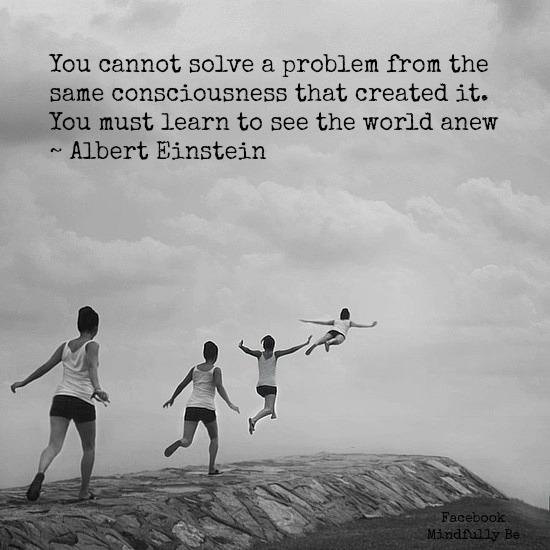 You cannot solve a problem from the
same consciousness that created it.
You must learn to see the world anew
~ Albert Einstein
Facebook
Mindfully Be